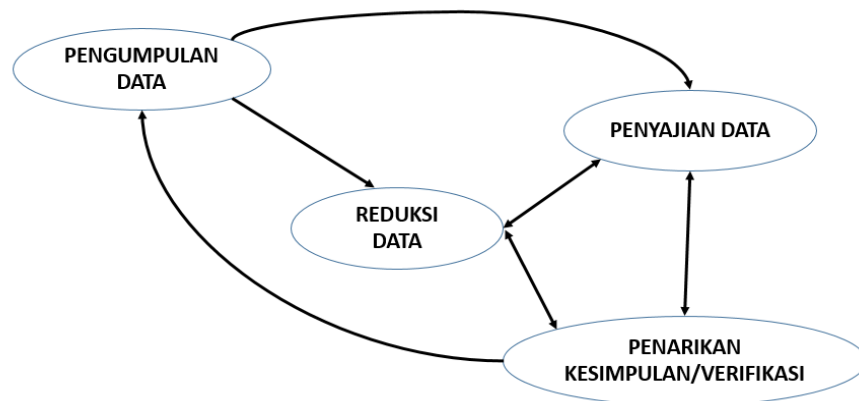 PENGUMPULAN
DATA
PENYAJIAN DATA
REDUKSI
DATA
PENARIKAN
KESIMPULAN/VERIFIKASI